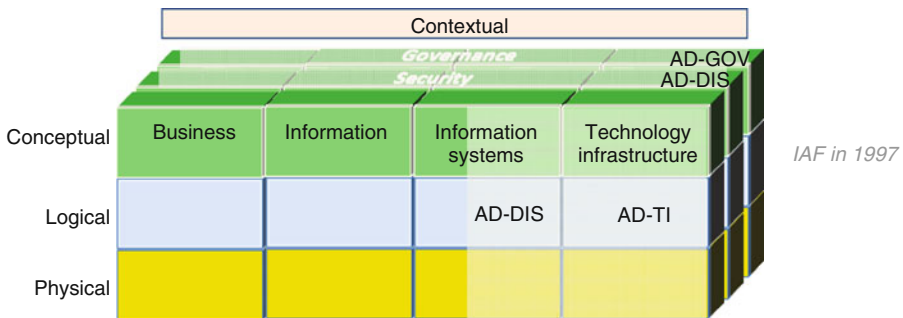 Contextual
Governance
AD-GOV
Security
AD-DIS
Conceptual
Business
Information
Information
systems
Technology
infrastructure
IAF in 1997
Logical
AD-DIS
AD-TI
Physical